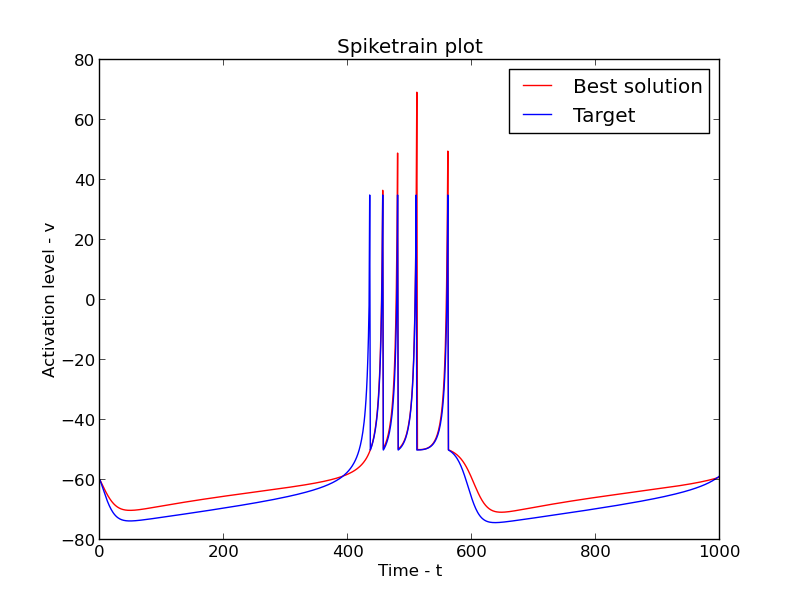 Spiketrain plot
Best solution
Target
80
60
40
20
0
−20
−40
−60
−80
Activation level - v
0 200 400 600 800 1000
Time - t